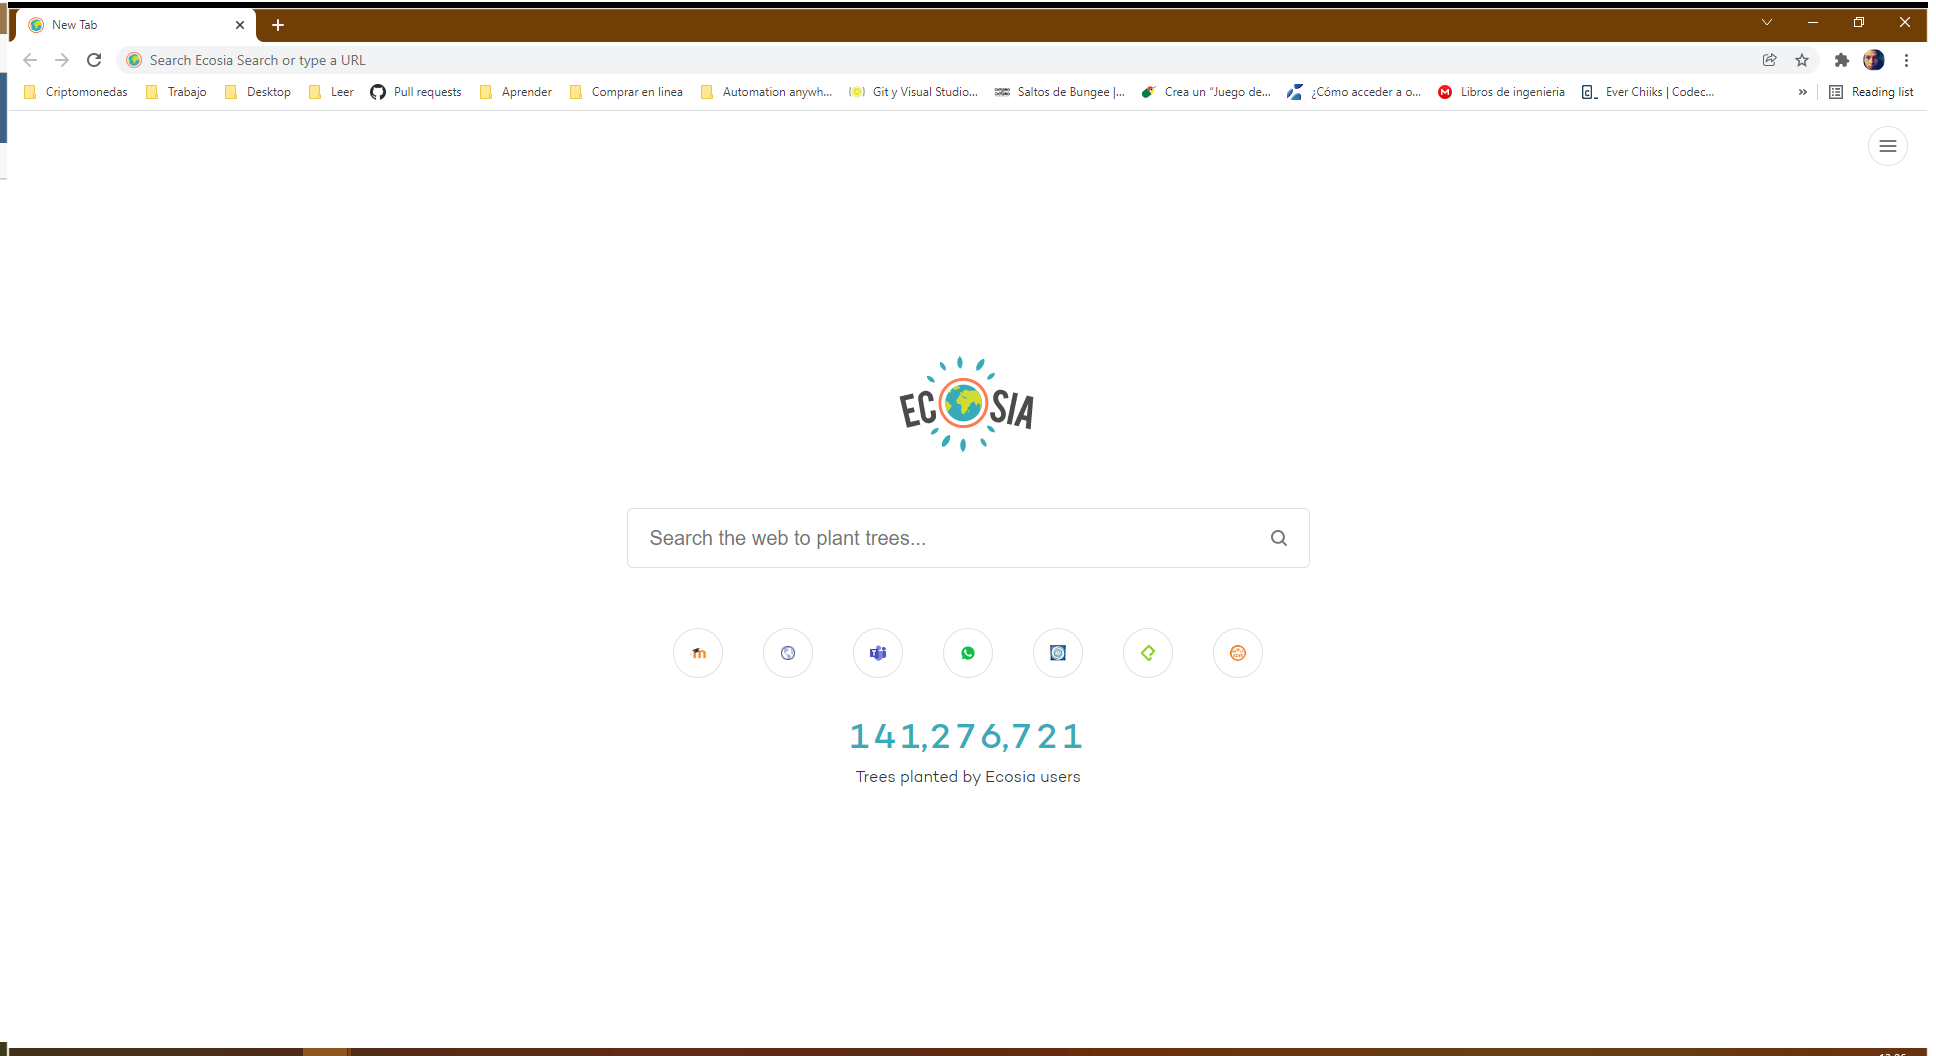 New Tab
Search Ecosia Search or type a URL
Criptomonedas Trabajo Desktop Leer Pull requests Aprender Comprar en linea Automation anywh... Git y Visual Studio... Saltos de Bungee |... Crea un "Juego de... ¿Cómo acceder a o... Libros de ingenieria Ever Chiiks | Codec... » Reading list
ECOSIA
Search the web to plant trees...
141,276,721
Trees planted by Ecosia users